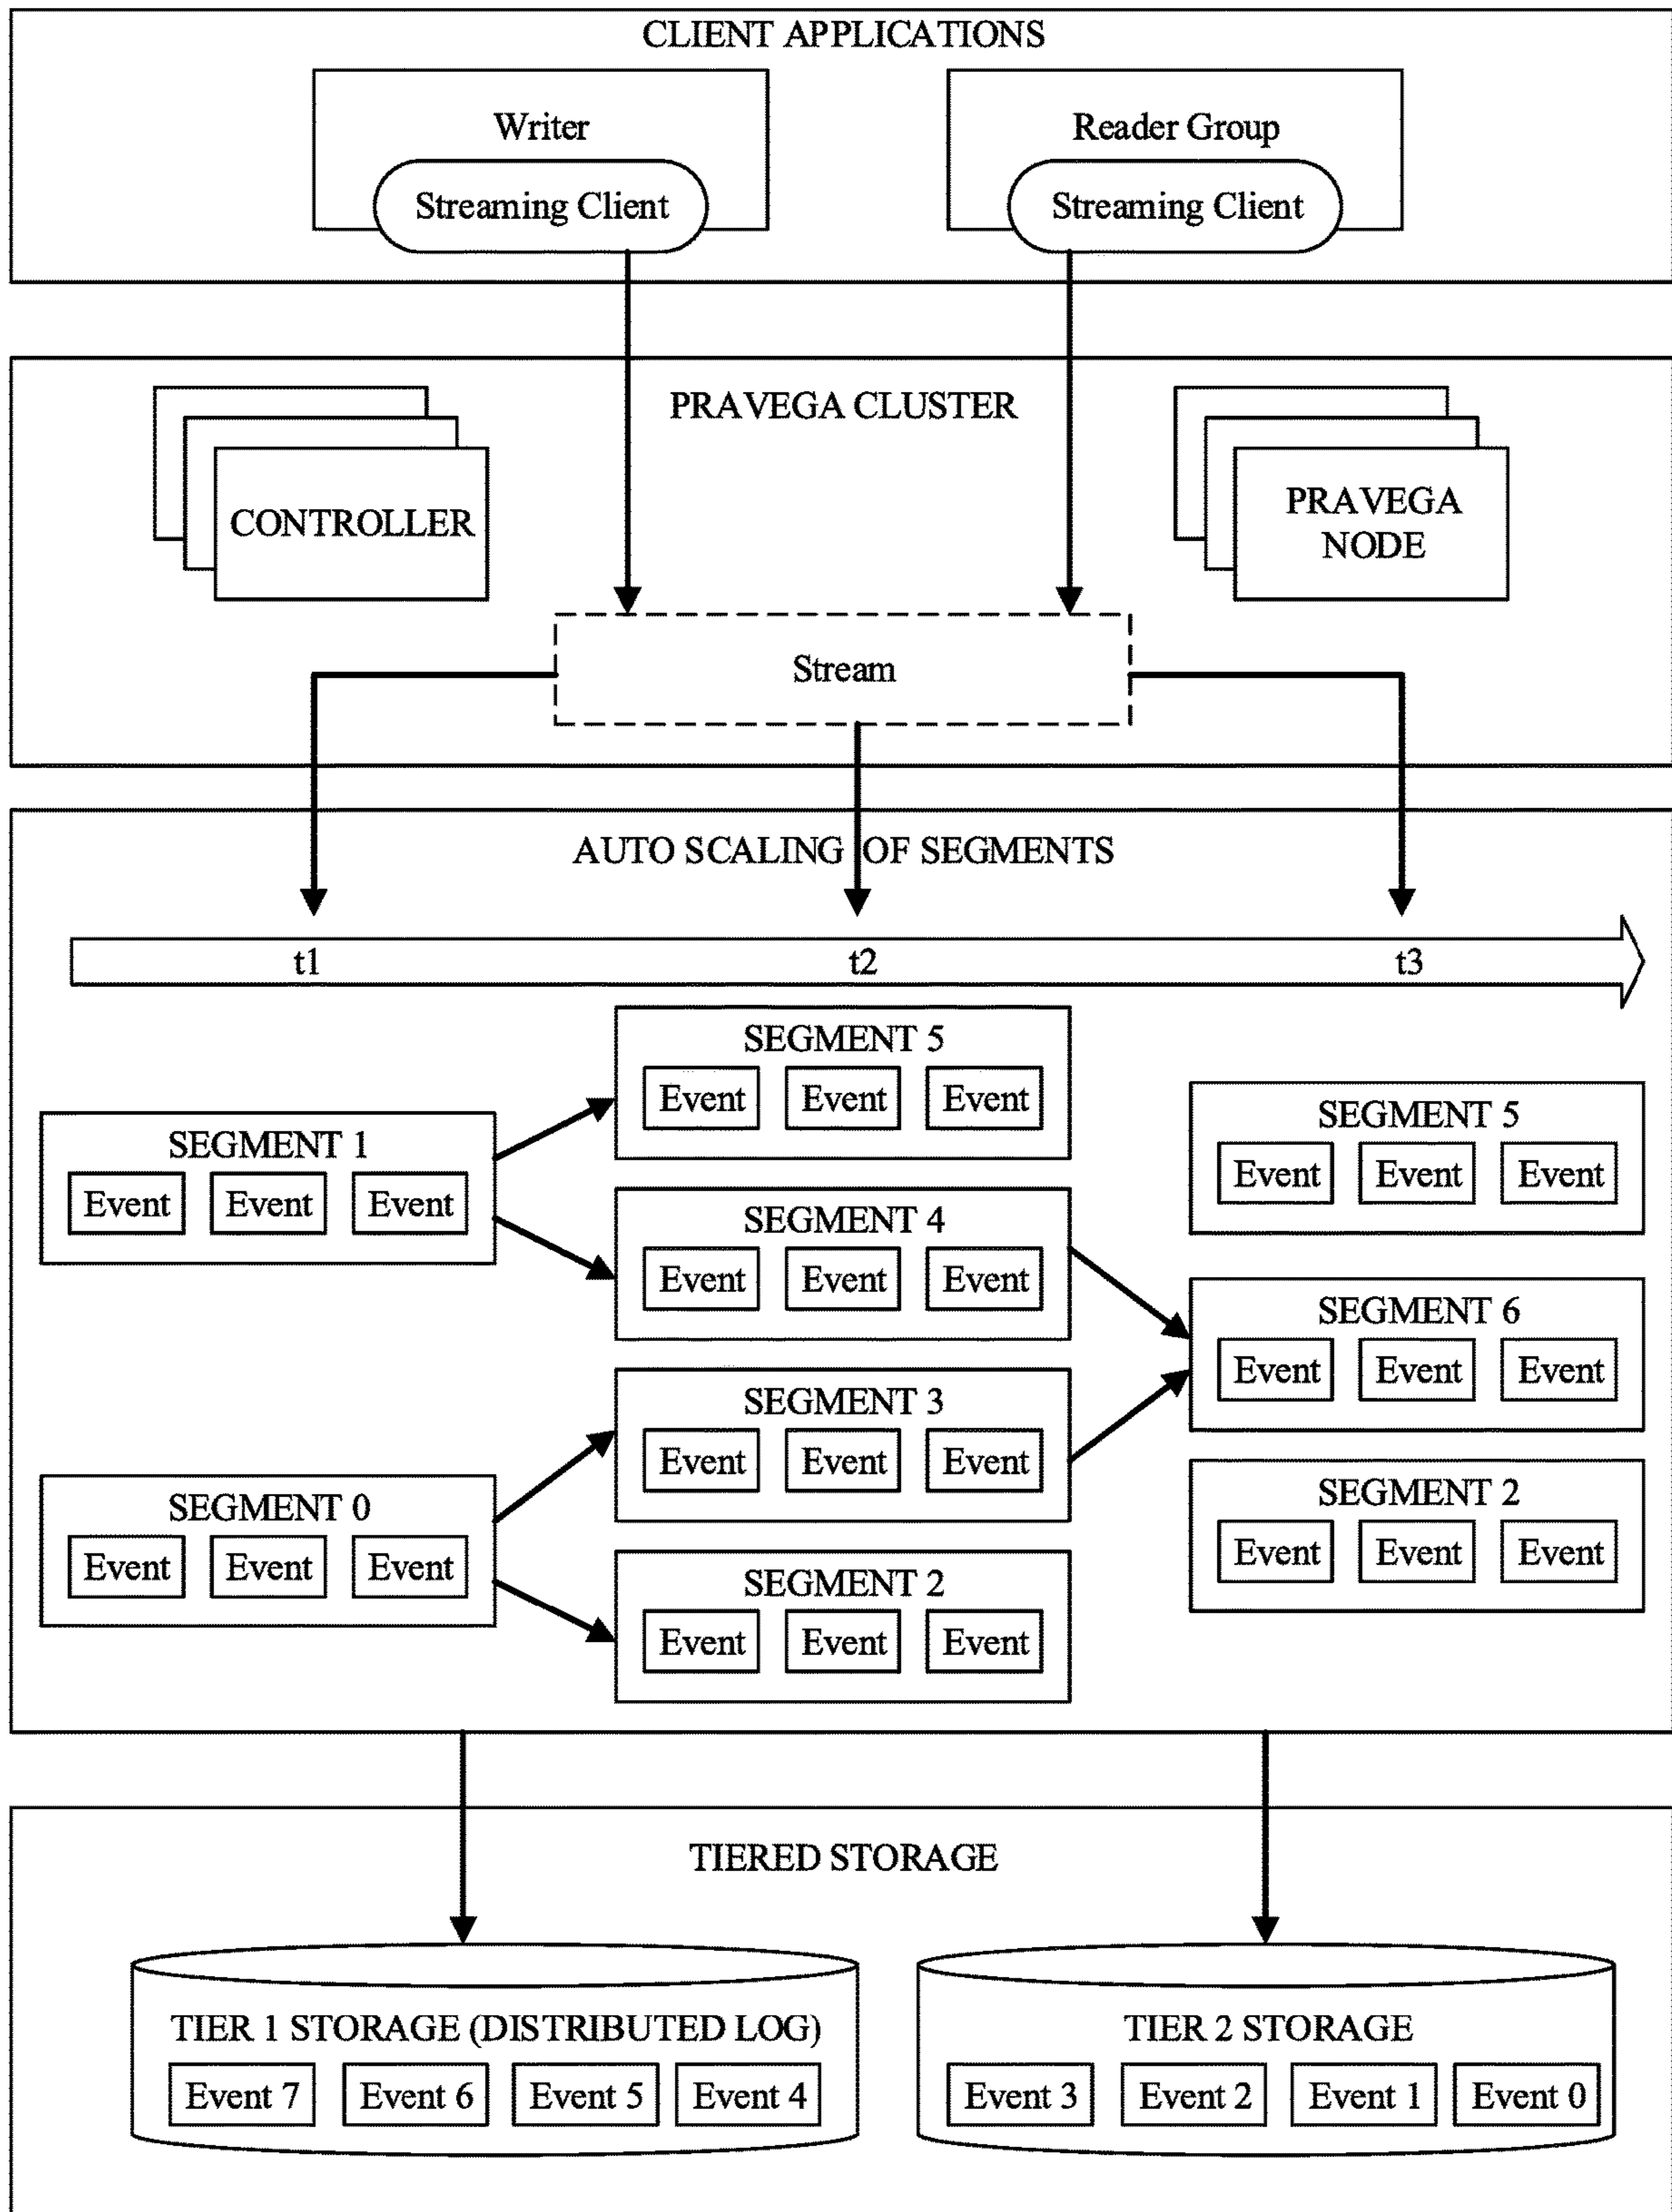 CLIENT APPLICATIONS
Writer
Streaming Client
Reader Group
Streaming Client
PRAVEGA CLUSTER
CONTROLLER
PRAVEGA
NODE
Stream
AUTO SCALING OF SEGMENTS
t1 t2 t3
SEGMENT 1
Event Event Event
SEGMENT 0
Event Event Event
SEGMENT 5
Event Event Event
SEGMENT 4
Event Event Event
SEGMENT 3
Event Event Event
SEGMENT 2
Event Event Event
SEGMENT 5
Event Event Event
SEGMENT 6
Event Event Event
SEGMENT 2
Event Event Event
TIERED STORAGE
TIER 1 STORAGE (DISTRIBUTED LOG)
Event 7 Event 6 Event 5 Event 4
TIER 2 STORAGE
Event 3 Event 2 Event 1 Event 0